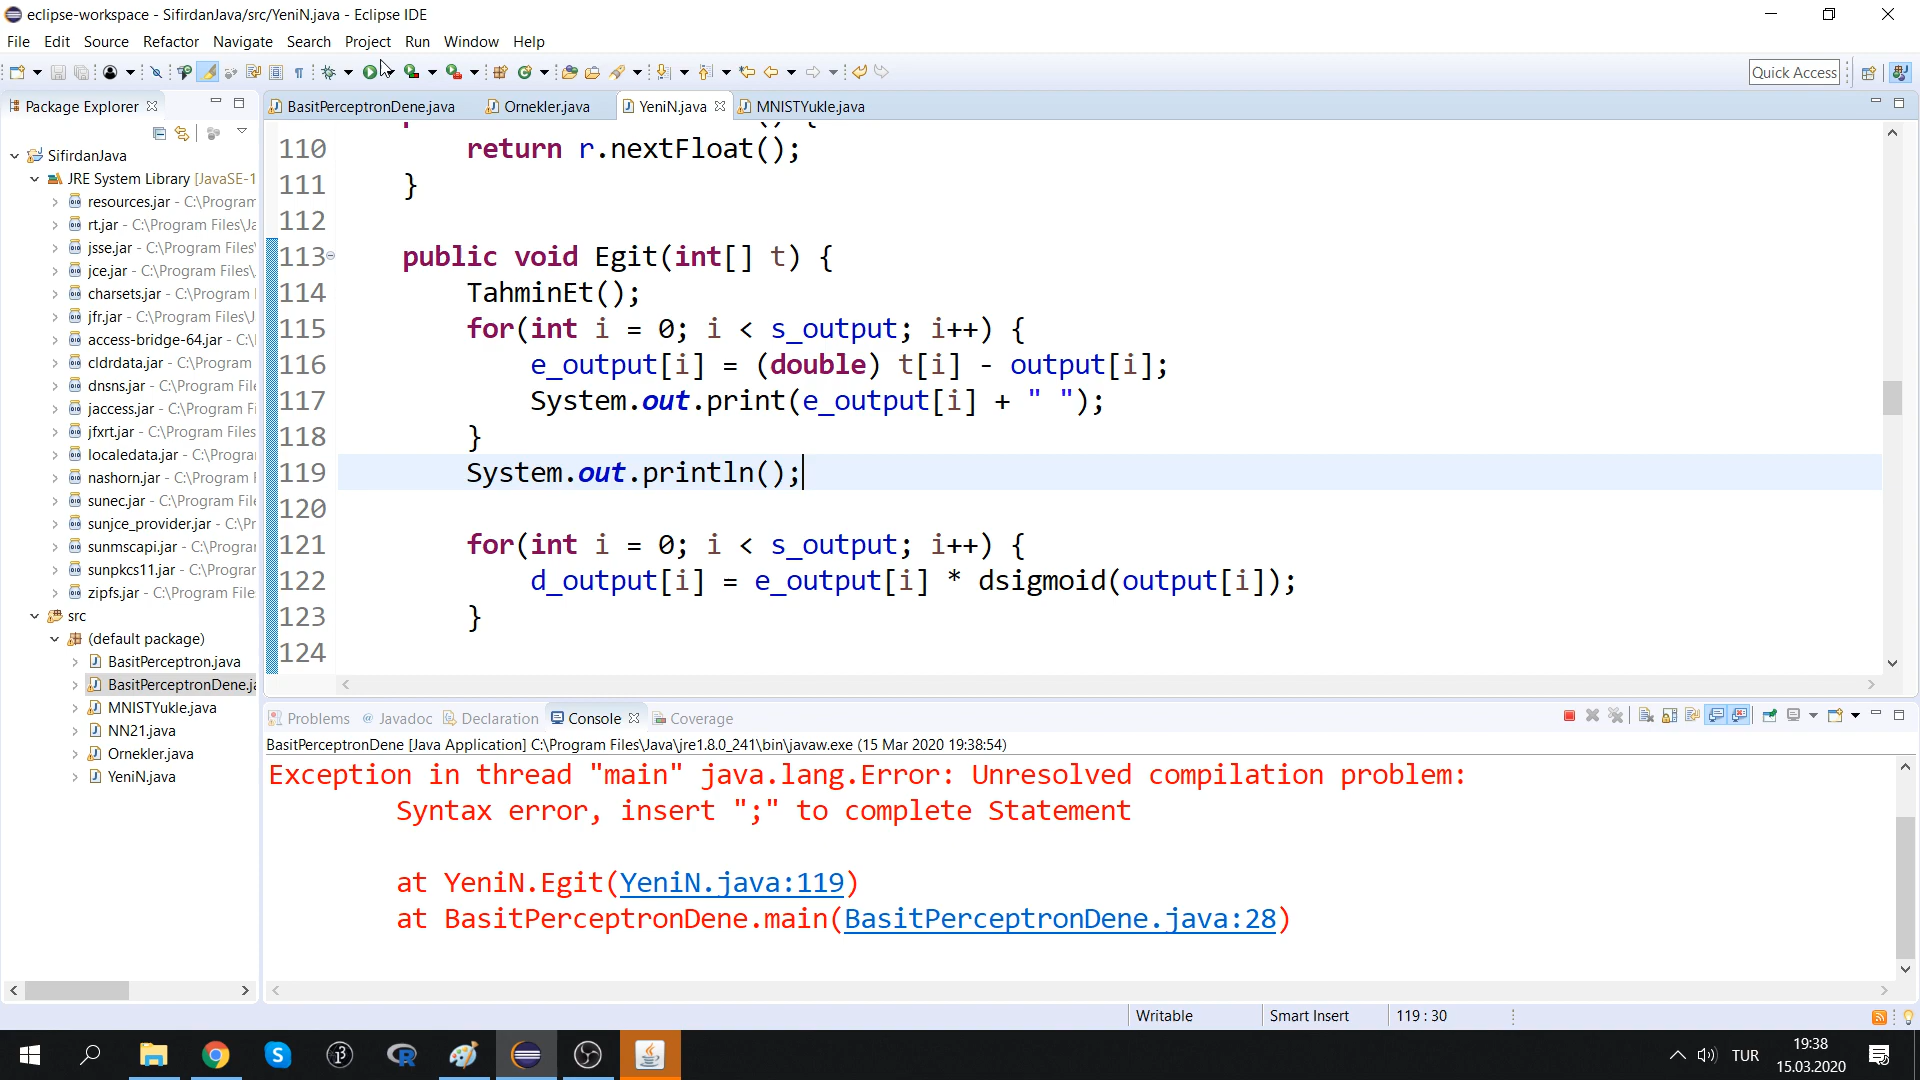 eclipse-workspace - SifirdanJava/src/YeniN.java - Eclipse IDE
File Edit Source Refactor Navigate Search Project Run Window Help
Quick Access
Package Explorer
BasitPerceptronDene.java Ornekler.java YeniN.java MNISTYukle.java
SifirdanJava
JRE System Library [JavaSE-1
resources.jar - C:\Program
rt.jar - C:\Program Files\Ja
jsse.jar - C:\Program Files\
jce.jar - C:\Program Files\
charsets.jar - C:\Program
jfr.jar - C:\Program Files\J
access-bridge-64.jar - C:\
cldrdata.jar - C:\Program
dnsns.jar - C:\Program File
jaccess.jar - C:\Program Fi
jfxrt.jar - C:\Program Files
localedata.jar - C:\Progra
nashorn.jar - C:\Program
sunec.jar - C:\Program File
sunjce_provider.jar - C:\Pr
sunmscapi.jar - C:\Program
sunpkcs11.jar - C:\Program
zipfs.jar - C:\Program File
src
(default package)
BasitPerceptron.java
BasitPerceptronDene.ja
MNISTYukle.java
NN21.java
Ornekler.java
YeniN.java
110 return r.nextFloat();
111 }
112
113 public void Egit(int[] t) {
114 TahminEt();
115 for(int i = 0; i < s_output; i++) {
116 e_output[i] = (double) t[i] - output[i];
117 System.out.print(e_output[i] + " ");
118 }
119 System.out.println();
120
121 for(int i = 0; i < s_output; i++) {
122 d_output[i] = e_output[i] * dsigmoid(output[i]);
123 }
124
Problems @ Javadoc Declaration Console Coverage
BasitPerceptronDene [Java Application] C:\Program Files\Java\jre1.8.0_241\bin\javaw.exe (15 Mar 2020 19:38:54)
Exception in thread "main" java.lang.Error: Unresolved compilation problem:
Syntax error, insert ";" to complete Statement
at YeniN.Egit(YeniN.java:119)
at BasitPerceptronDene.main(BasitPerceptronDene.java:28)
Writable Smart Insert 119 : 30
TUR
19:38
15.03.2020